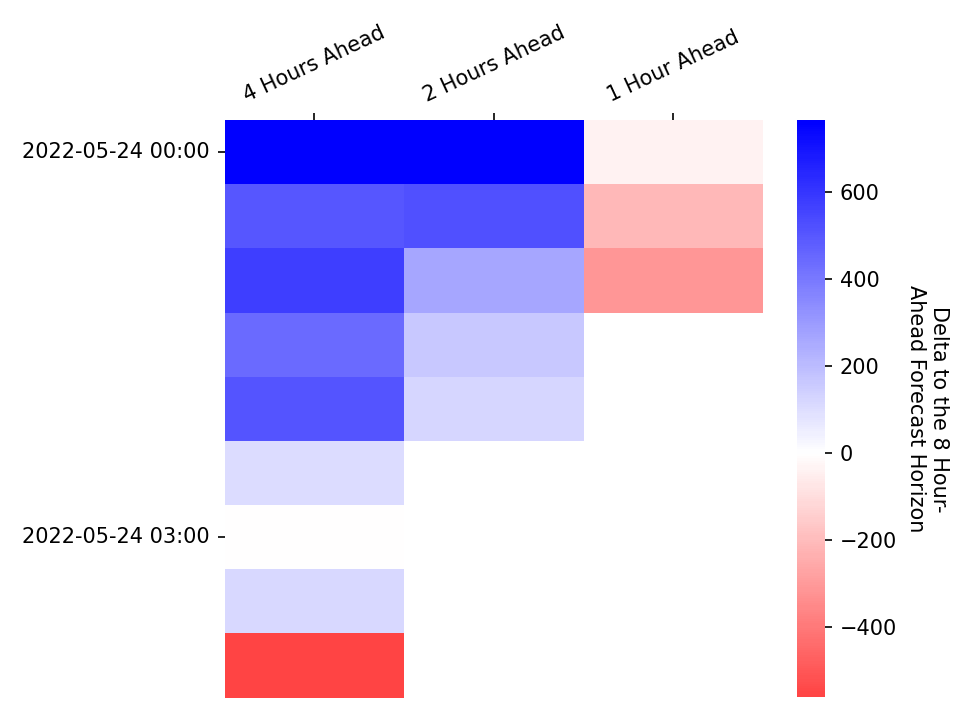 4 Hours Ahead
2 Hours Ahead
1 Hour Ahead
2022-05-24 00:00
2022-05-24 03:00
600
400
200
0
−200
−400
Delta to the 8 Hour-
Ahead Forecast Horizon